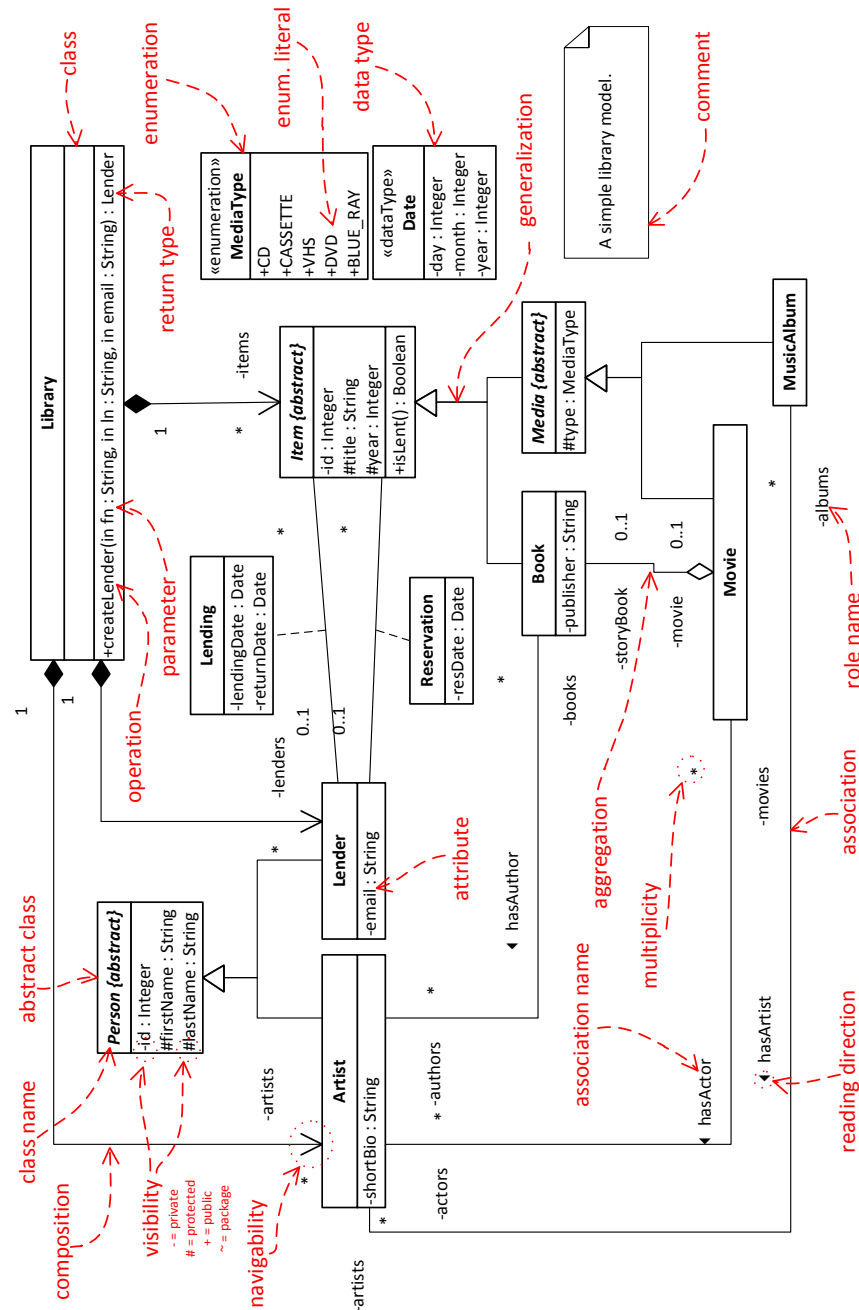 composition
class name
abstract class
operation
parameter
return type
class
enumeration
enum. literal
data type
Library
+createLender(in fn : String, in ln : String, in email : String) : Lender
1
1
1
Person {abstract}
-id : Integer
#firstName : String
#lastName : String
visibility
- = private
# = protected
+ = public
~ = package
navigability
-artists
*
-lenders
*
-items
*
«enumeration»
MediaType
+CD
+CASSETTE
+VHS
+DVD
+BLUE_RAY
«dataType»
Date
-day : Integer
-month : Integer
-year : Integer
Lending
-lendingDate : Date
-returnDate : Date
Item {abstract}
-id : Integer
#title : String
#year : Integer
+isLent() : Boolean
*
*
0..1
0..1
generalization
Artist
-shortBio : String
Lender
-email : String
attribute
Reservation
-resDate : Date
A simple library model.
comment
-artists
*
-actors
*
-authors
*
◄ hasAuthor
-books
*
Book
-publisher : String
Media {abstract}
#type : MediaType
-storyBook
0..1
-movie
0..1
aggregation
association name
multiplicity
*
◄ hasActor
-movies
Movie
MusicAlbum
*
-albums
◄ hasArtist
reading direction
association
role name